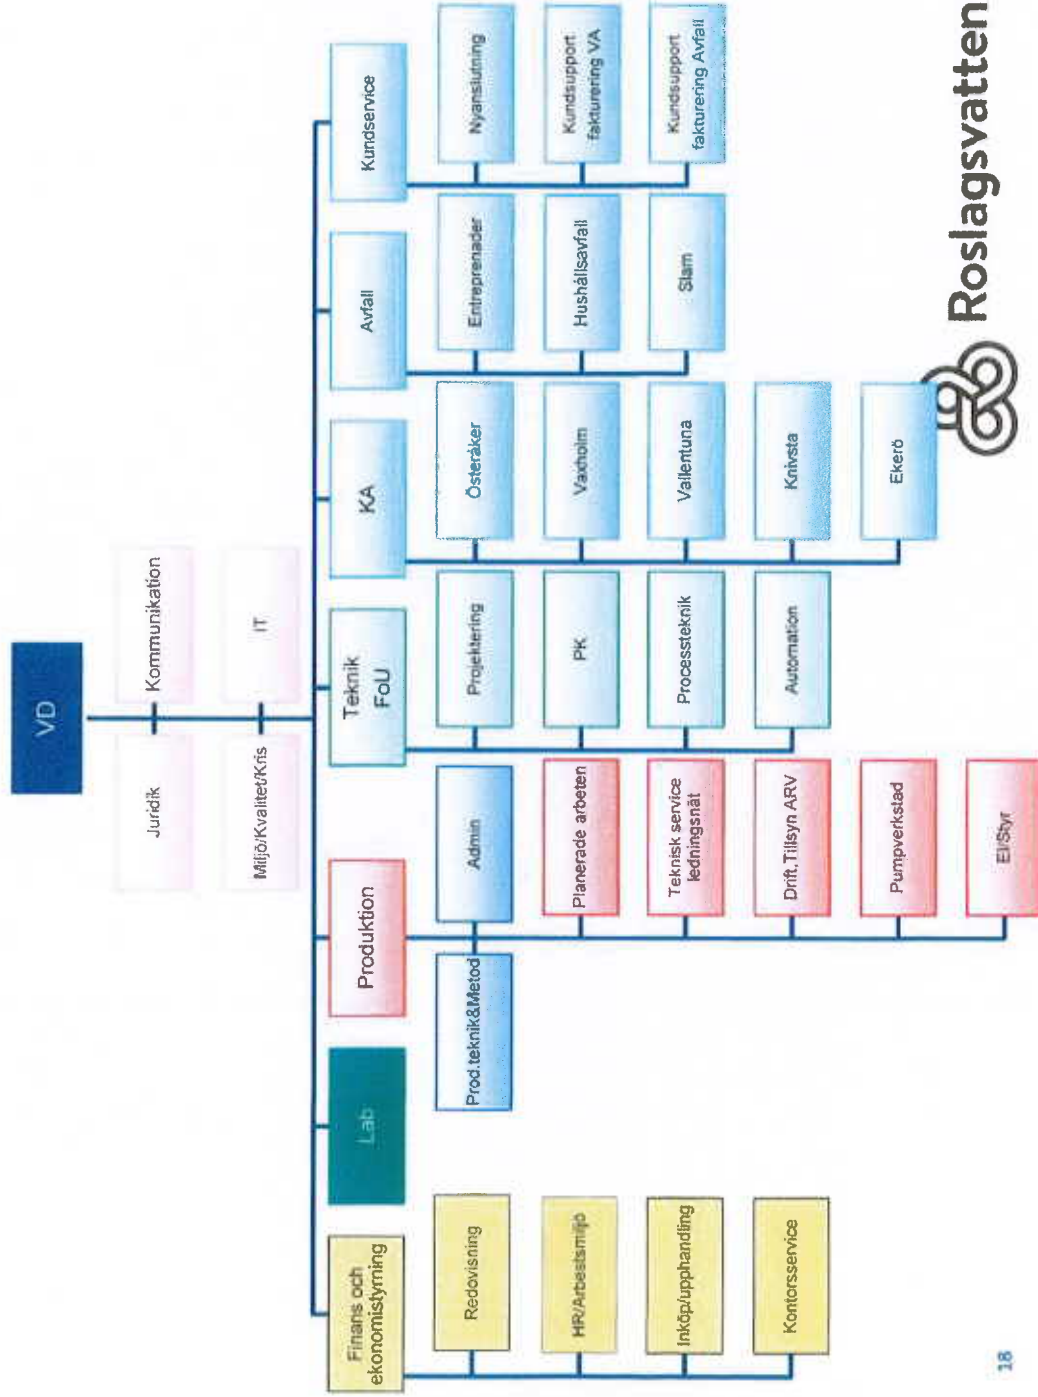 VD
Juridik
Kommunikation
Miljö/Kvalitet/Kris
IT
Finans och
ekonomistyrning
Lab
Produktion
Teknik
FoU
KA
Avfall
Kundservice
Redovisning
HR/Arbestsmiljö
Inköp/upphandling
Kontorsservice
Prod.teknik&Metod
Admin
Planerade arbeten
Teknisk service
ledningsnät
Drift,Tillsyn ARV
Pumpverkstad
El/Styr
Projektering
PK
Processteknik
Automation
Österåker
Vaxholm
Vallentuna
Knivsta
Ekerö
Entreprenader
Hushållsavfall
Slam
Nyanslutning
Kundsupport
fakturering VA
Kundsupport
fakturering Avfall
18
Roslagsvatten